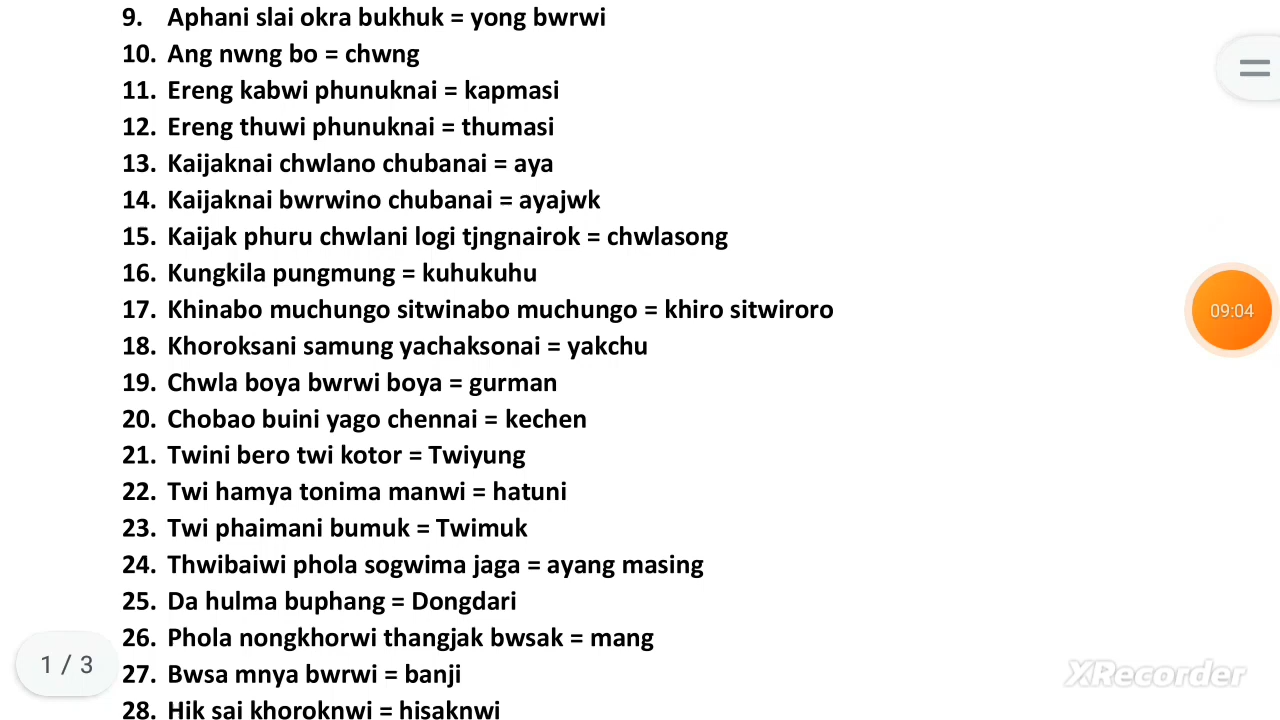 9. Aphani slai okra bukhuk = yong bwrwi
10. Ang nwng bo = chwng
11. Ereng kabwi phunuknai = kapmasi
12. Ereng thuwi phunuknai = thumasi
13. Kaijaknai chwlano chubanai = aya
14. Kaijaknai bwrwino chubanai = ayajwk
15. Kaijak phuru chwlani logi tjngnairok = chwlasong
16. Kungkila pungmung = kuhukuhu
17. Khinabo muchungo sitwinabo muchungo = khiro sitwiroro
18. Khoroksani samung yachaksonai = yakchu
19. Chwla boya bwrwi boya = gurman
20. Chobao buini yago chennai = kechen
21. Twini bero twi kotor = Twiyung
22. Twi hamya tonima manwi = hatuni
23. Twi phaimani bumuk = Twimuk
24. Thwibaiwi phola sogwima jaga = ayang masing
25. Da hulma buphang = Dongdari
26. Phola nongkhorwi thangjak bwsak = mang
27. Bwsa mnya bwrwi = banji
28. Hik sai khoroknwi = hisaknwi
09:04
1 / 3
XRecorder